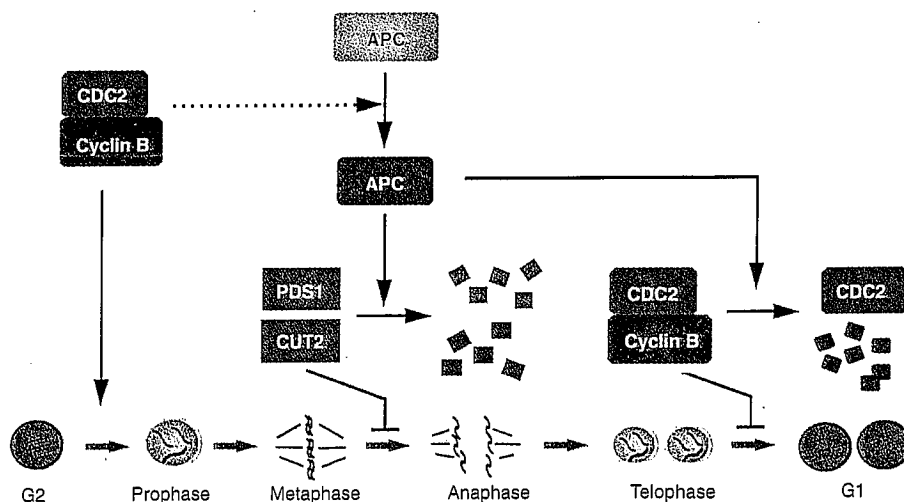 APC
CDC2
Cyclin B
APC
PDS1
CUT2
CDC2
Cyclin B
CDC2
G2
Prophase
Metaphase
Anaphase
Telophase
G1